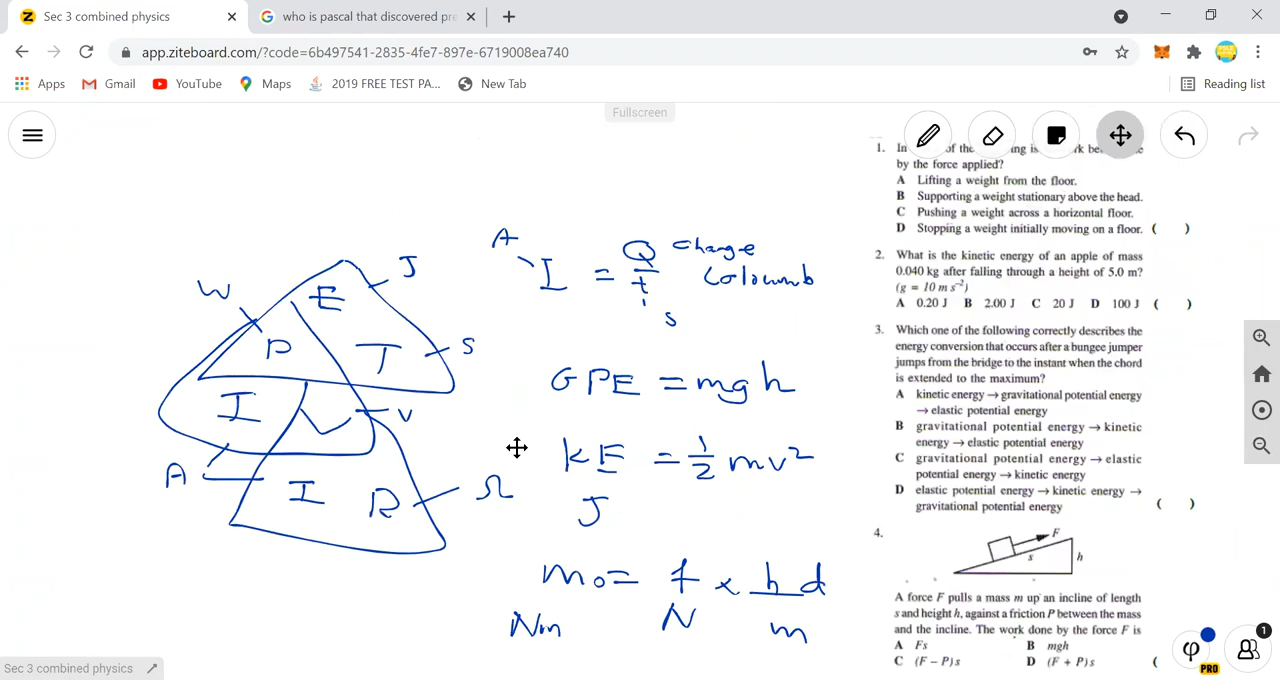 Sec 3 combined physics
who is pascal that discovered pre
app.ziteboard.com/?code=6b497541-2835-4fe7-897e-6719008ea740
Apps
Gmail
YouTube
Maps
2019 FREE TEST PA...
New Tab
Reading list
Fullscreen
W
E
J
P
T
S
I
V
V
A
I
R
Ω
A
I = Q/t
Charge
Coloumb
s
GPE = mgh
KE = 1/2 mv²
J
mo = f × h d
Nm N m
1. In of the ing is
by the force applied?
A Lifting a weight from the floor.
B Supporting a weight stationary above the head.
C Pushing a weight across a horizontal floor.
D Stopping a weight initially moving on a floor. ( )
2. What is the kinetic energy of an apple of mass
0.040 kg after falling through a height of 5.0 m?
(g = 10 m s⁻²)
A 0.20 J B 2.00 J C 20 J D 100 J ( )
3. Which one of the following correctly describes the
energy conversion that occurs after a bungee jumper
jumps from the bridge to the instant when the chord
is extended to the maximum?
A kinetic energy → gravitational potential energy
→ elastic potential energy
B gravitational potential energy → kinetic
energy → elastic potential energy
C gravitational potential energy → elastic
potential energy → kinetic energy
D elastic potential energy → kinetic energy →
gravitational potential energy ( )
4.
F
s
h
A force F pulls a mass m up an incline of length
s and height h, against a friction P between the mass
and the incline. The work done by the force F is
A Fs B mgh
C (F – P)s D (F + P)s (
Sec 3 combined physics
φ
PRO
1